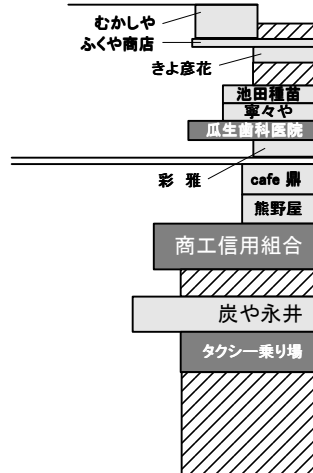 むかしや
ふくや商店
きよ彦花
池田種苗
寧々や
瓜生歯科医院
彩 雅
cafe 鼎
熊野屋
商工信用組合
炭や永井
タクシー乗り場